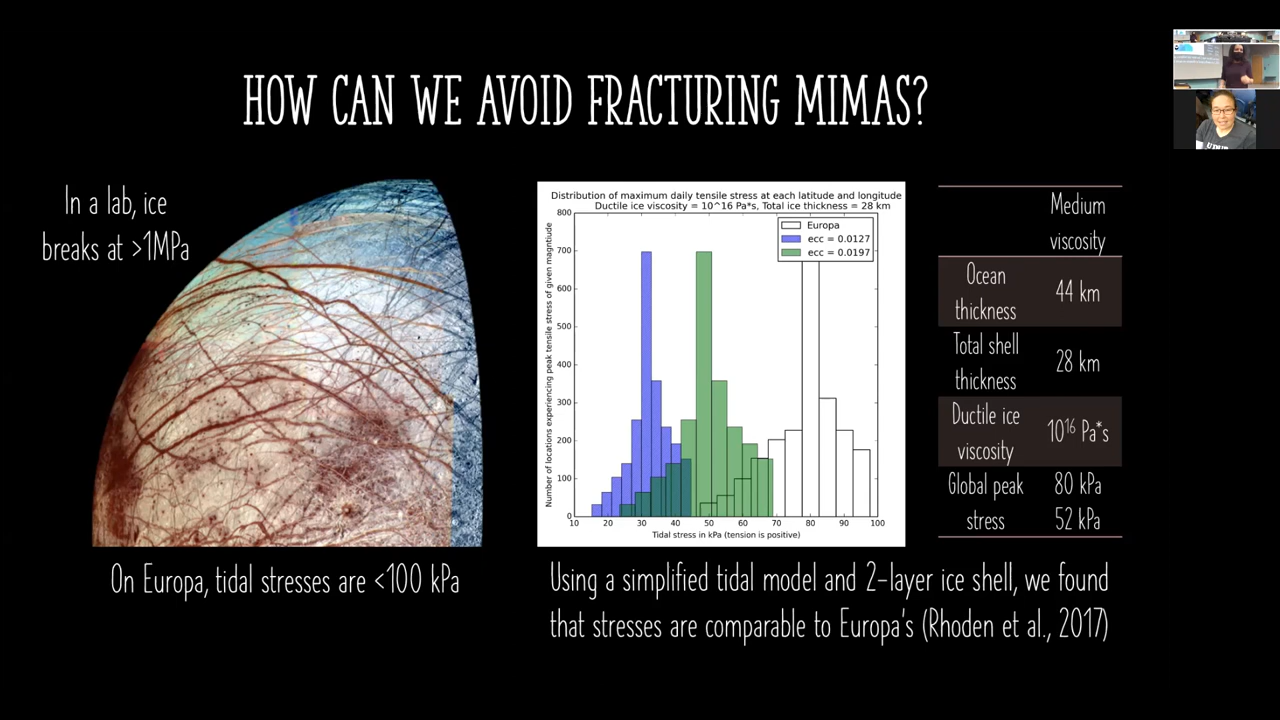 HOW CAN WE AVOID FRACTURING MIMAS?
In a lab, ice
breaks at >1MPa
On Europa, tidal stresses are <100 kPa
Distribution of maximum daily tensile stress at each latitude and longitude
Ductile ice viscosity = 10^16 Pa*s, Total ice thickness = 28 km
Number of locations experiencing peak tensile stress of given magntiude
800
700
600
500
400
300
200
100
0
Europa
ecc = 0.0127
ecc = 0.0197
10 20 30 40 50 60 70 80 90 100
Tidal stress in kPa (tension is positive)
Using a simplified tidal model and 2-layer ice shell, we found
that stresses are comparable to Europa's (Rhoden et al., 2017)
Medium
viscosity
Ocean
thickness
44 km
Total shell
thickness
28 km
Ductile ice
viscosity
10¹⁶ Pa*s
Global peak
stress
80 kPa
52 kPa